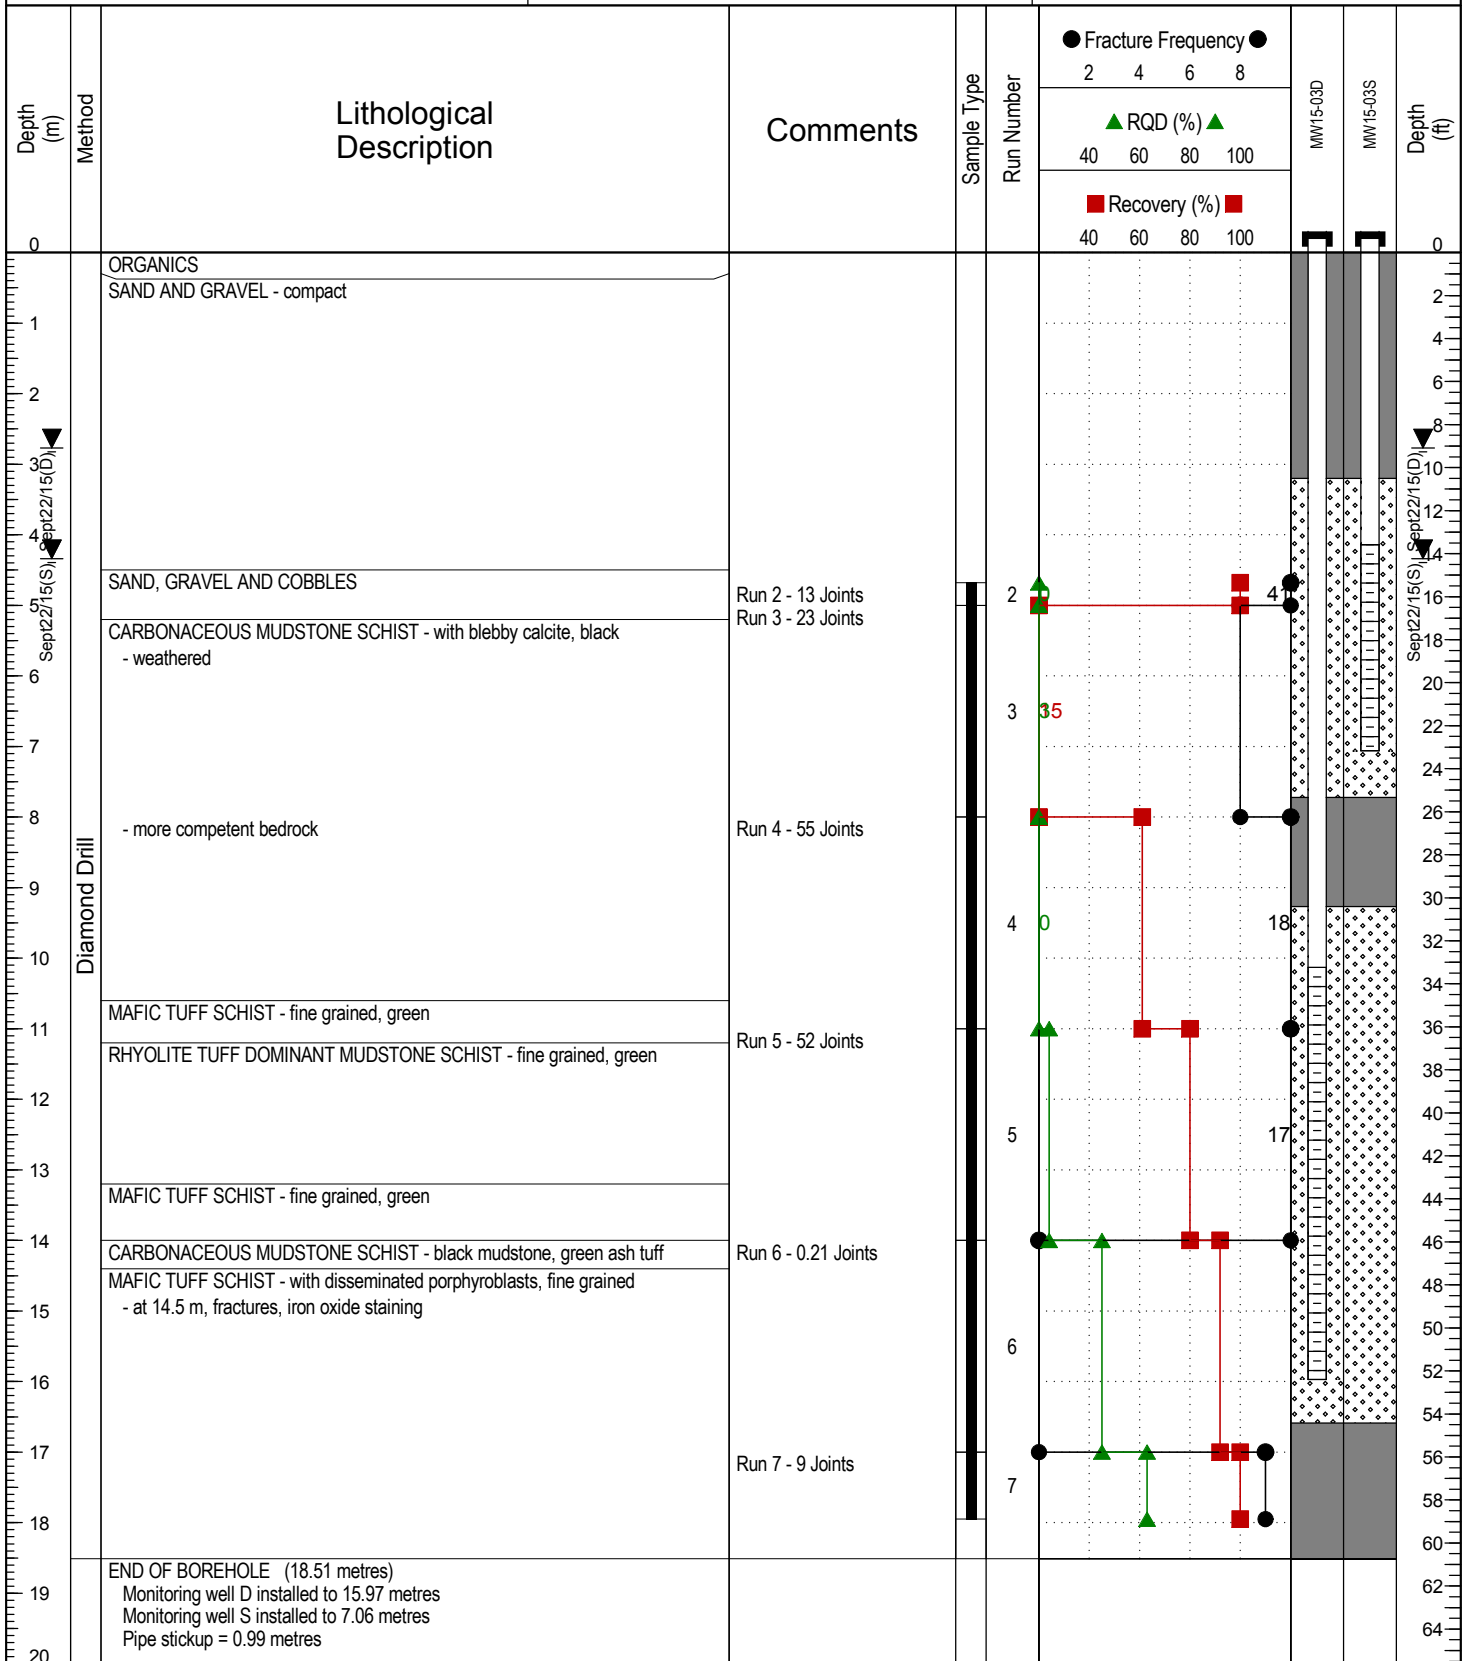 Depth
(m)
Method
Lithological
Description
Comments
Sample Type
Run Number
Fracture Frequency
2 4 6 8
RQD (%)
40 60 80 100
Recovery (%)
40 60 80 100
MW15-03D
MW15-03S
Depth
(ft)
0
0
ORGANICS
SAND AND GRAVEL - compact
2
1
4
2
6
8
3
10
Sept22/15(D)
Sept22/15(D)
12
4
14
SAND, GRAVEL AND COBBLES
Run 2 - 13 Joints
2
41
5
16
Run 3 - 23 Joints
Sept22/15(S)
Sept22/15(S)
CARBONACEOUS MUDSTONE SCHIST - with blebby calcite, black
18
- weathered
6
20
3
35
22
7
24
8
26
- more competent bedrock
Run 4 - 55 Joints
28
Diamond Drill
9
30
4
0
18
32
10
34
MAFIC TUFF SCHIST - fine grained, green
11
36
Run 5 - 52 Joints
RHYOLITE TUFF DOMINANT MUDSTONE SCHIST - fine grained, green
38
12
40
5
17
42
13
44
MAFIC TUFF SCHIST - fine grained, green
14
46
CARBONACEOUS MUDSTONE SCHIST - black mudstone, green ash tuff
Run 6 - 0.21 Joints
MAFIC TUFF SCHIST - with disseminated porphyroblasts, fine grained
48
- at 14.5 m, fractures, iron oxide staining
15
50
6
52
16
54
17
56
Run 7 - 9 Joints
7
58
18
60
END OF BOREHOLE (18.51 metres)
19
62
Monitoring well D installed to 15.97 metres
Monitoring well S installed to 7.06 metres
64
Pipe stickup = 0.99 metres
20